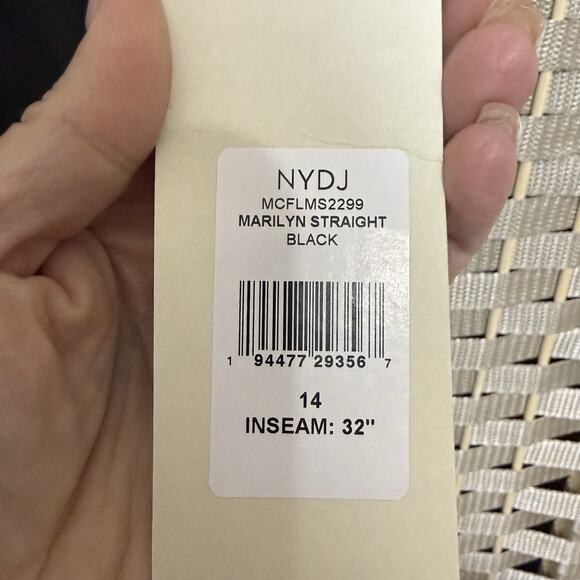 NYDJ
MCFLMS2299
MARILYN STRAIGHT
BLACK
1 94477 29356 7
14
INSEAM: 32"